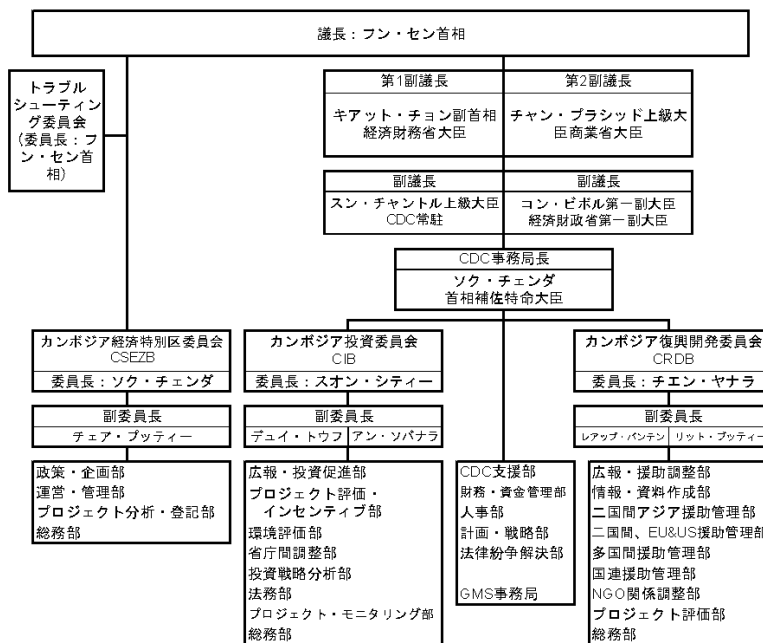 議長：フン・セン首相
トラブル
シューティン
グ委員会
(委員長：フ
ン・セン首
相)
第1副議長
キアット・チョン副首相
経済財務省大臣
第2副議長
チャン・プラシッド上級大
臣商業省大臣
副議長
スン・チャントル上級大臣
CDC常駐
副議長
コン・ビボル第一副大臣
経済財政省第一副大臣
CDC事務局長
ソク・チェンダ
首相補佐特命大臣
カンボジア経済特別区委員会
CSEZB
委員長：ソク・チェンダ
副委員長
チェア・プッティー
政策・企画部
運営・管理部
プロジェクト分析・登記部
総務部
カンボジア投資委員会
CIB
委員長：スオン・シティー
副委員長
デュイ・トウフ
アン・ソバナラ
広報・投資促進部
プロジェクト評価・
インセンティブ部
環境評価部
省庁間調整部
投資戦略分析部
法務部
プロジェクト・モニタリング部
総務部
CDC支援部
財務・資金管理部
人事部
計画・戦略部
法律紛争解決部
GMS事務局
カンボジア復興開発委員会
CRDB
委員長：チエン・ヤナラ
副委員長
レアップ・バンデン
リット・ブッティー
広報・援助調整部
情報・資料作成部
二国間アジア援助管理部
二国間、EU&US援助管理部
多国間援助管理部
国連援助管理部
NGO関係調整部
プロジェクト評価部
総務部